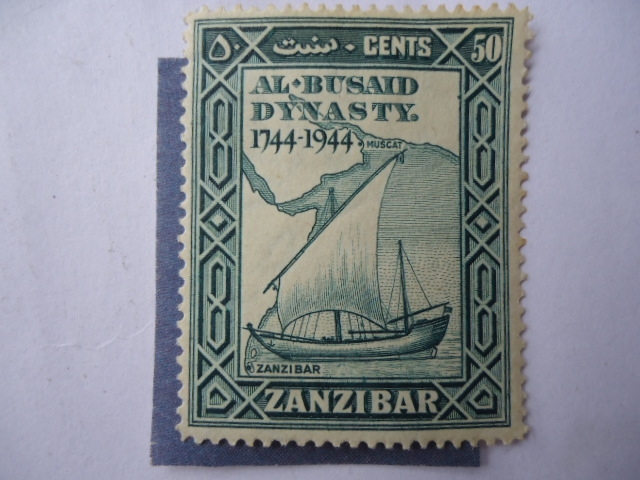 ٥٠ سنت · CENTS 50
AL·BUSAID
DYNASTY.
1744-1944
MUSCAT
ZANZIBAR
ZANZIBAR